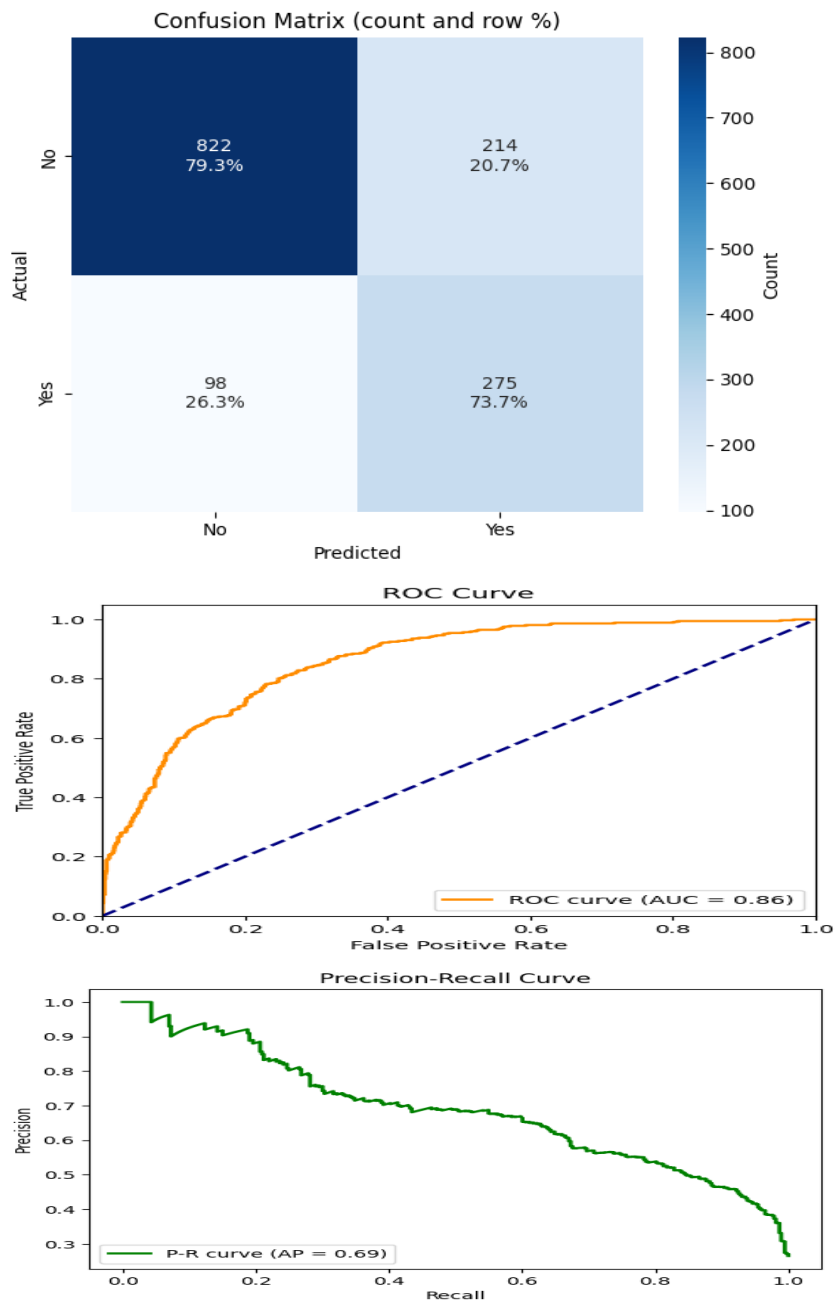 Confusion Matrix (count and row %)
No
822
79.3%
214
20.7%
Yes
98
26.3%
275
73.7%
Actual
No
Yes
Predicted
800
700
600
500
400
300
200
100
Count
ROC Curve
1.0
0.8
0.6
0.4
0.2
0.0
True Positive Rate
ROC curve (AUC = 0.86)
0.0
0.2
0.4
0.6
0.8
1.0
False Positive Rate
Precision-Recall Curve
1.0
0.9
0.8
0.7
0.6
0.5
0.4
0.3
Precision
P-R curve (AP = 0.69)
0.0
0.2
0.4
0.6
0.8
1.0
Recall